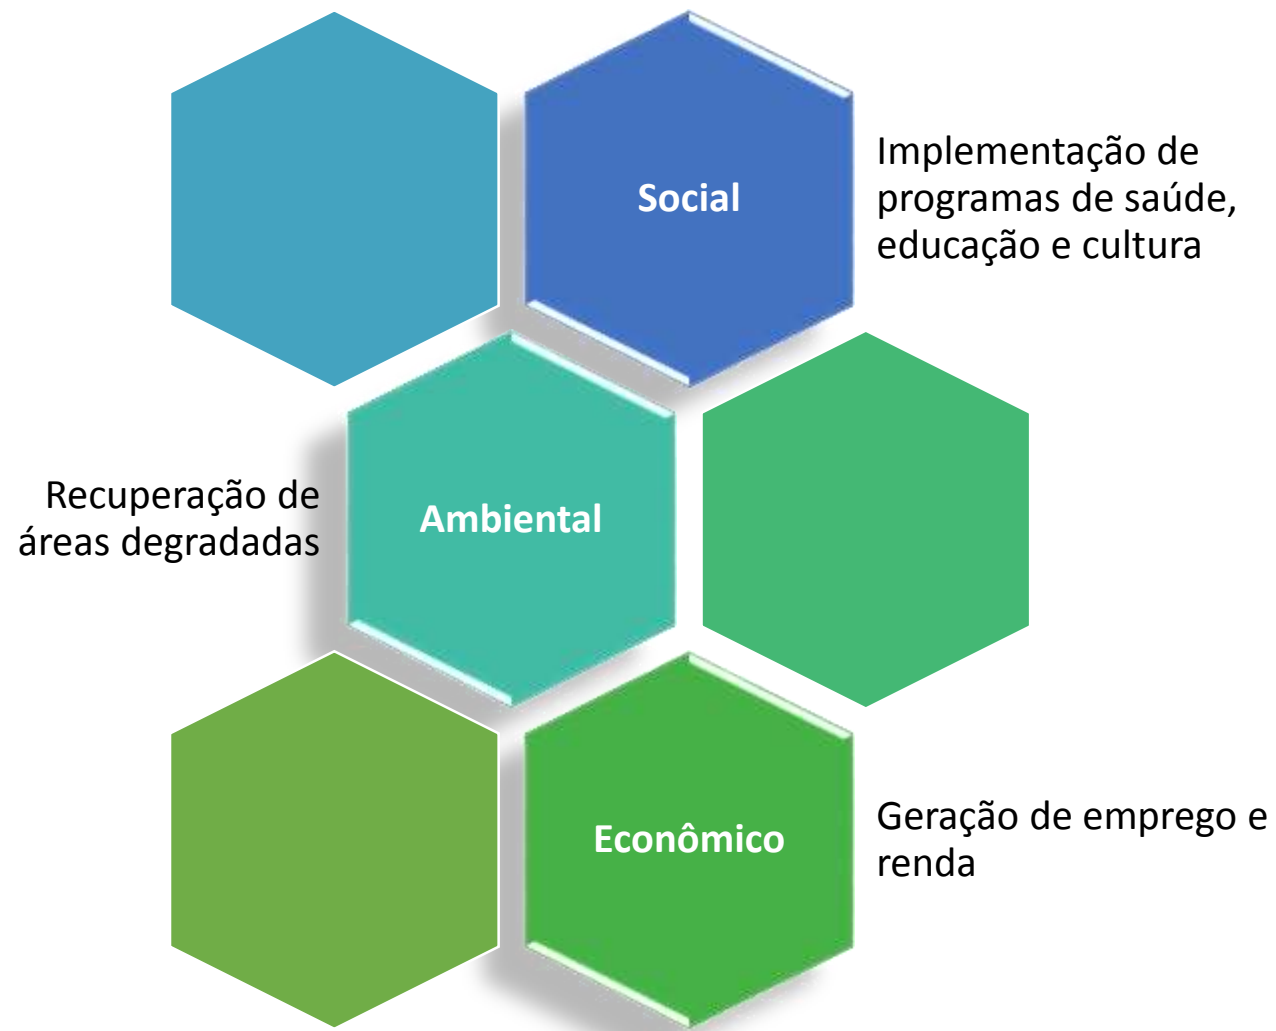 Social
Implementação de
programas de saúde,
educação e cultura
Recuperação de
áreas degradadas
Ambiental
Econômico
Geração de emprego e
renda